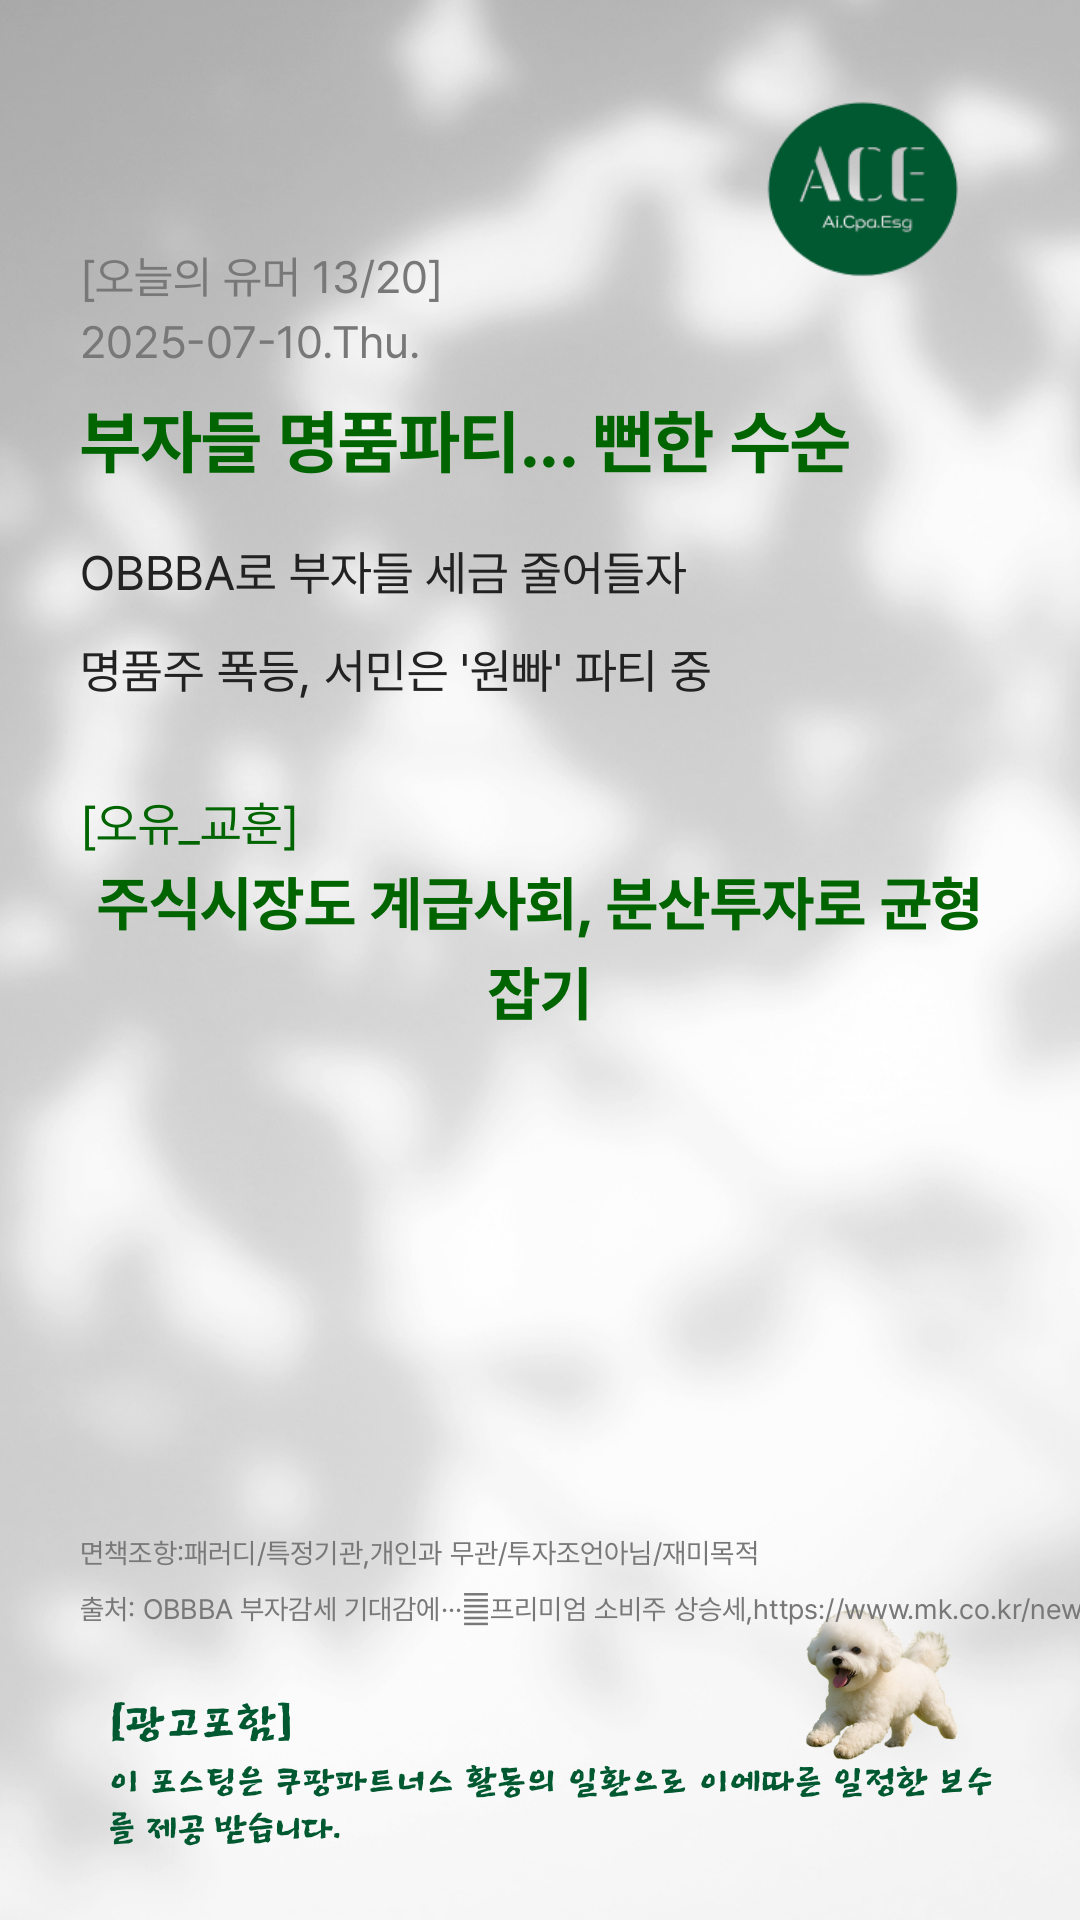 ACE
Ai.Cpa.Esg
[오늘의 유머 13/20]
2025-07-10.Thu.
부자들 명품파티... 뻔한 수순
OBBBA로 부자들 세금 줄어들자
명품주 폭등, 서민은 '원빠' 파티 중
[오유_교훈]
주식시장도 계급사회, 분산투자로 균형
잡기
면책조항:패러디/특정기관,개인과 무관/투자조언아님/재미목적
출처: OBBBA 부자감세 기대감에…프리미엄 소비주 상승세,https://www.mk.co.kr/new
[광고포함]
이 포스팅은 쿠팡파트너스 활동의 일환으로 이에따른 일정한 보수
를 제공 받습니다.